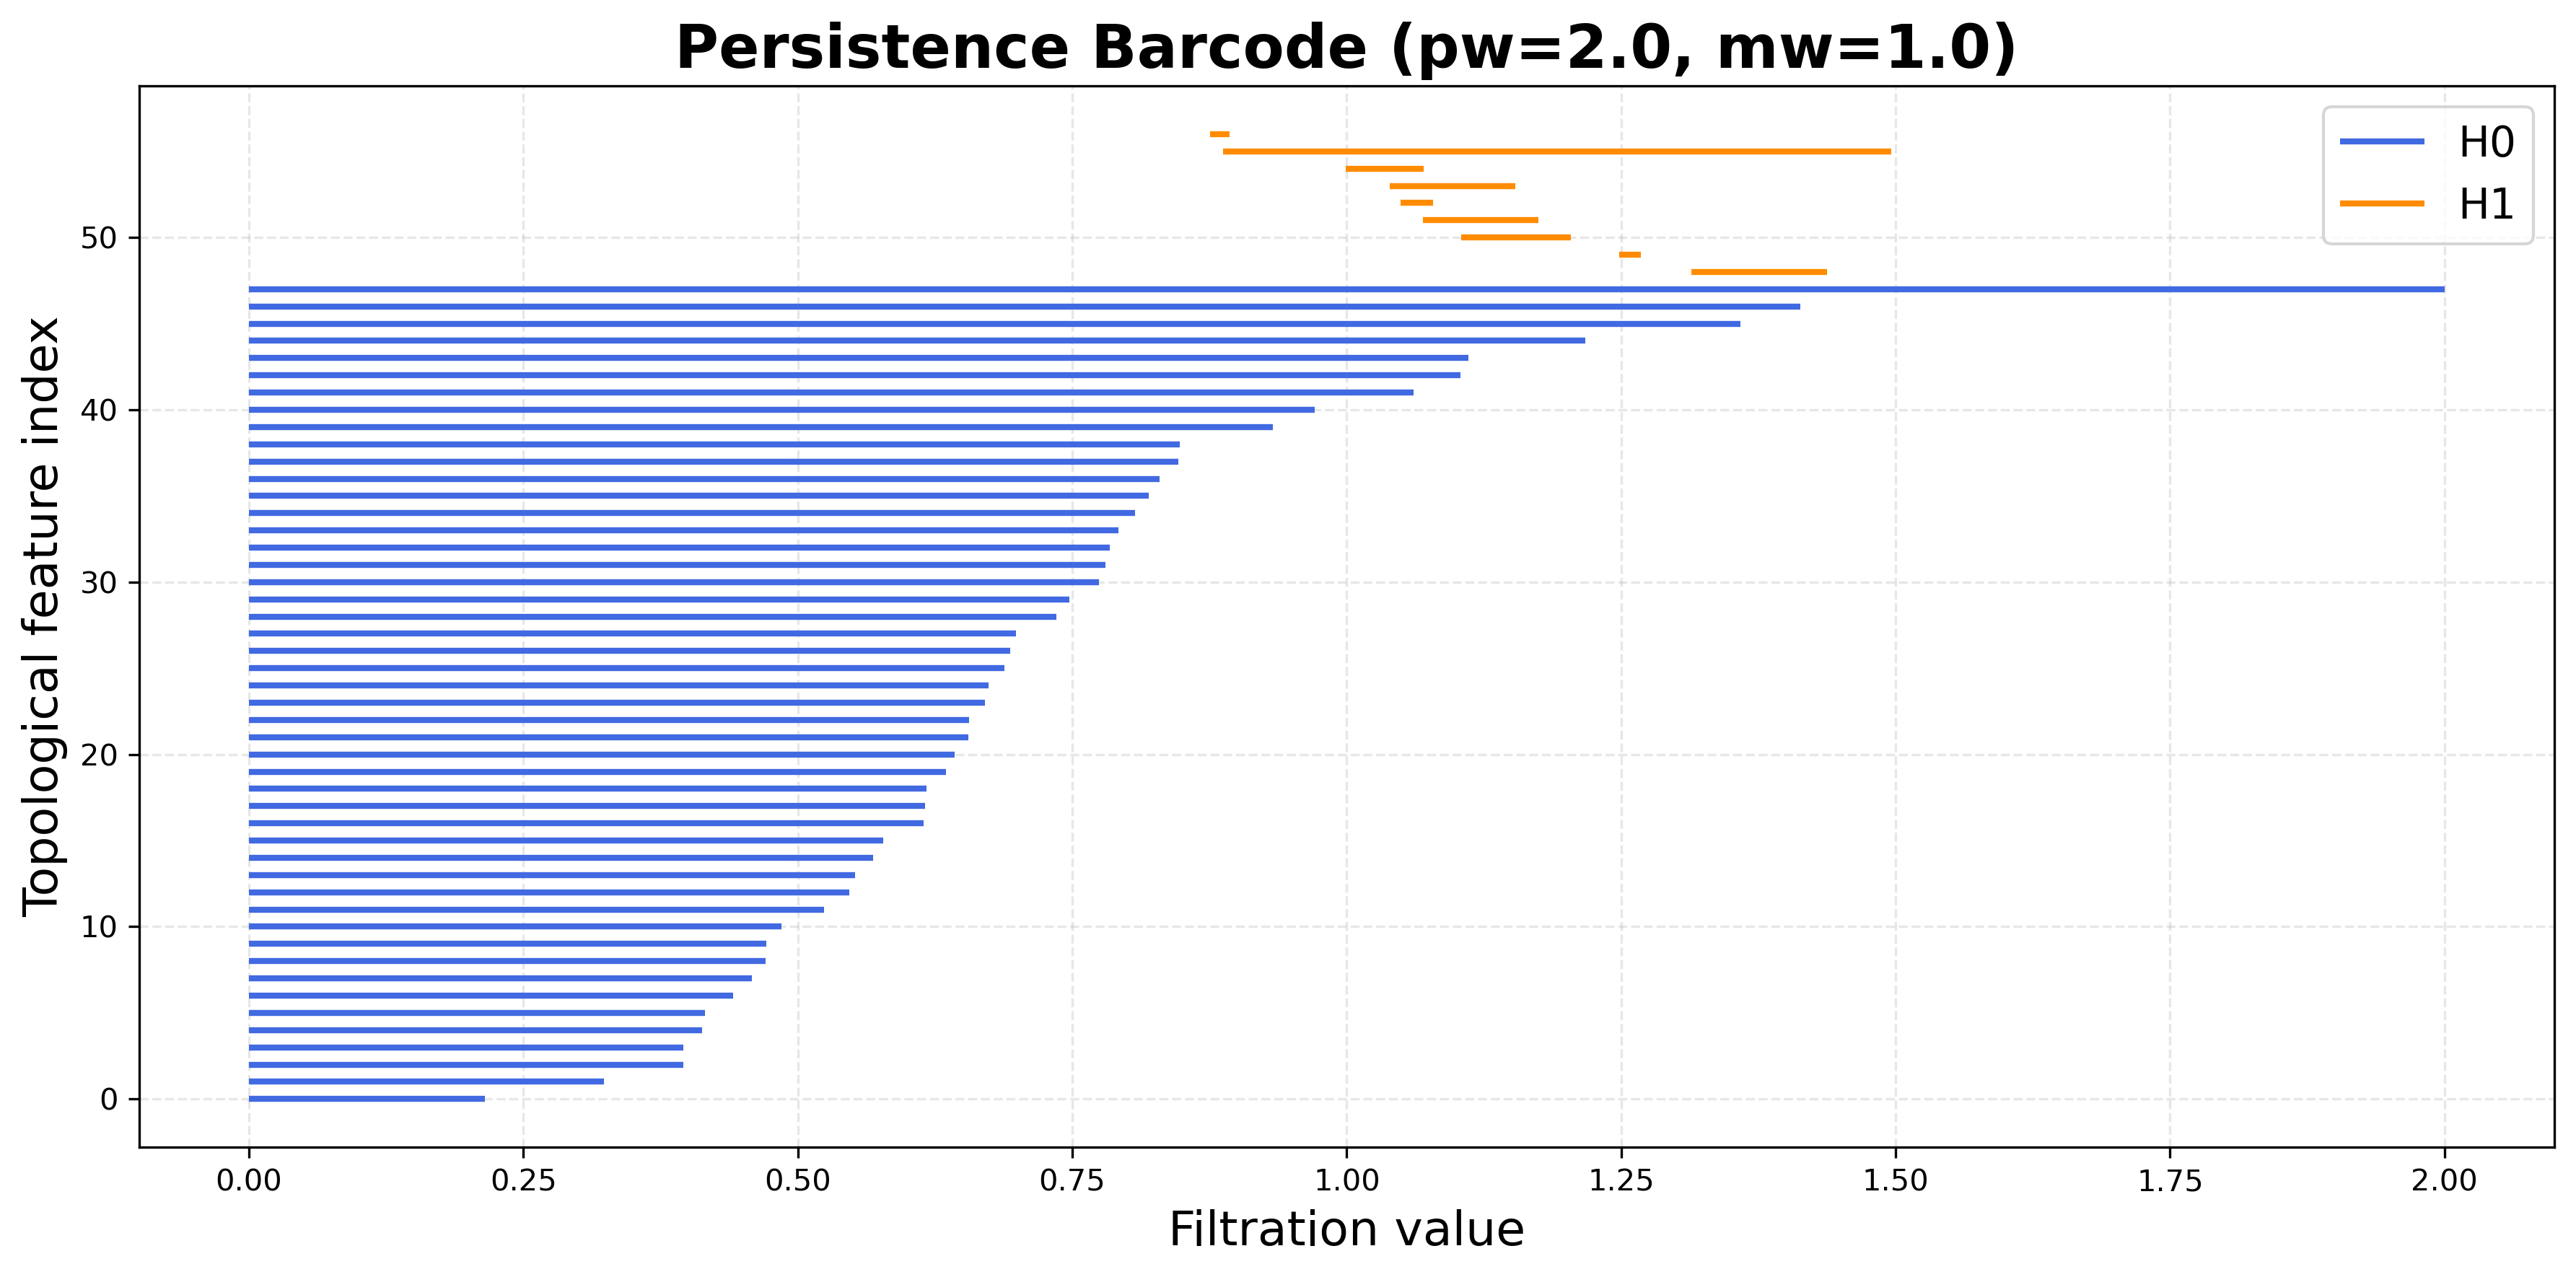 Persistence Barcode (pw=2.0, mw=1.0)
H0
H1
Topological feature index
50
40
30
20
10
0
0.00 0.25 0.50 0.75 1.00 1.25 1.50 1.75 2.00
Filtration value